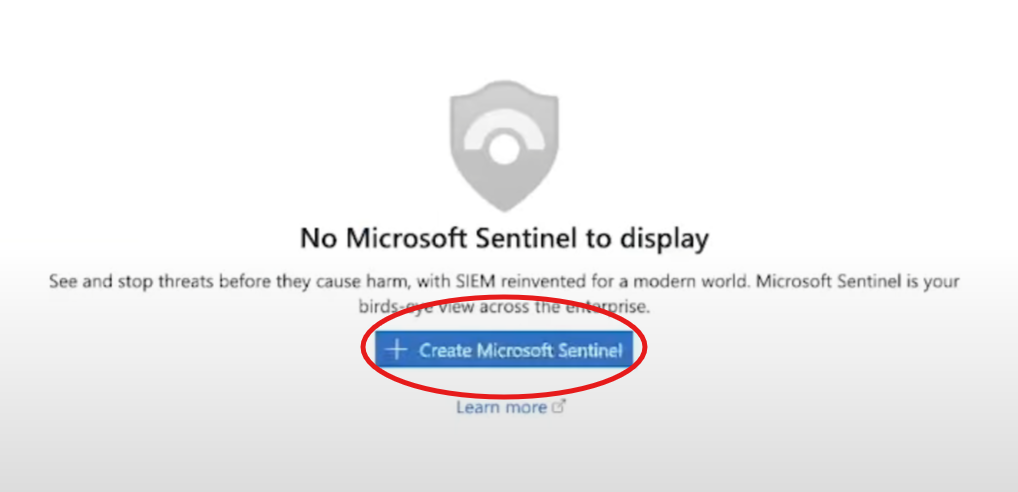 No Microsoft Sentinel to display
See and stop threats before they cause harm, with SIEM reinvented for a modern world. Microsoft Sentinel is your
birds-eye view across the enterprise.
+ Create Microsoft Sentinel
Learn more